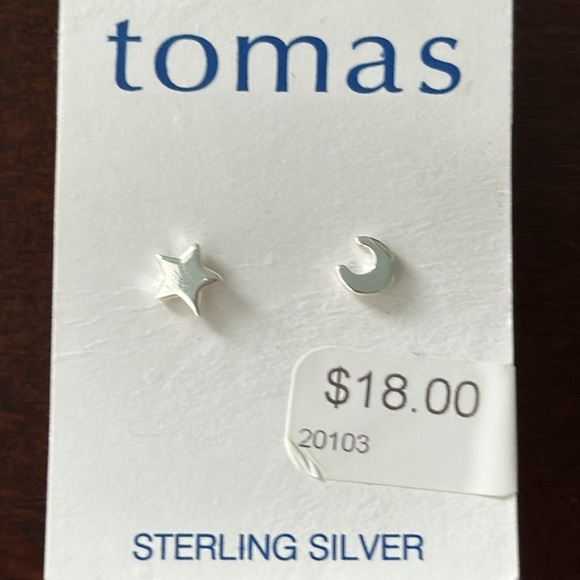 tomas
$18.00
20103
STERLING SILVER